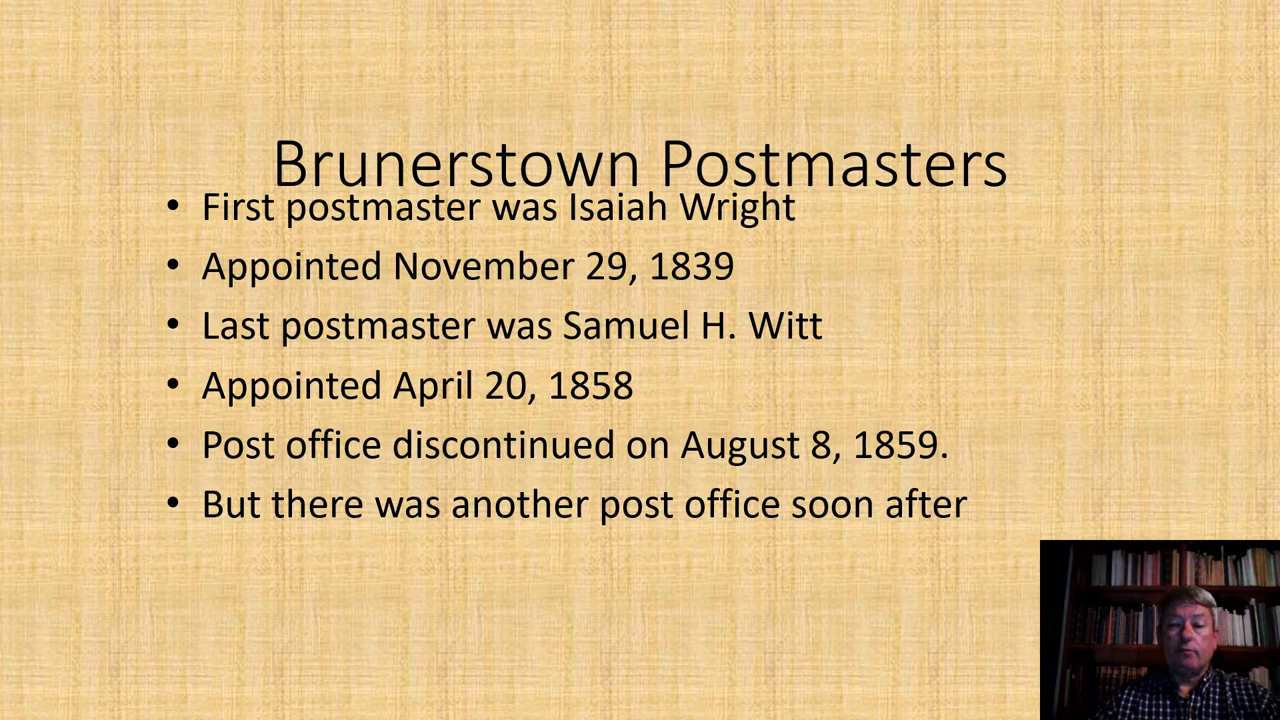 Brunerstown Postmasters
• First postmaster was Isaiah Wright
• Appointed November 29, 1839
• Last postmaster was Samuel H. Witt
• Appointed April 20, 1858
• Post office discontinued on August 8, 1859.
• But there was another post office soon after